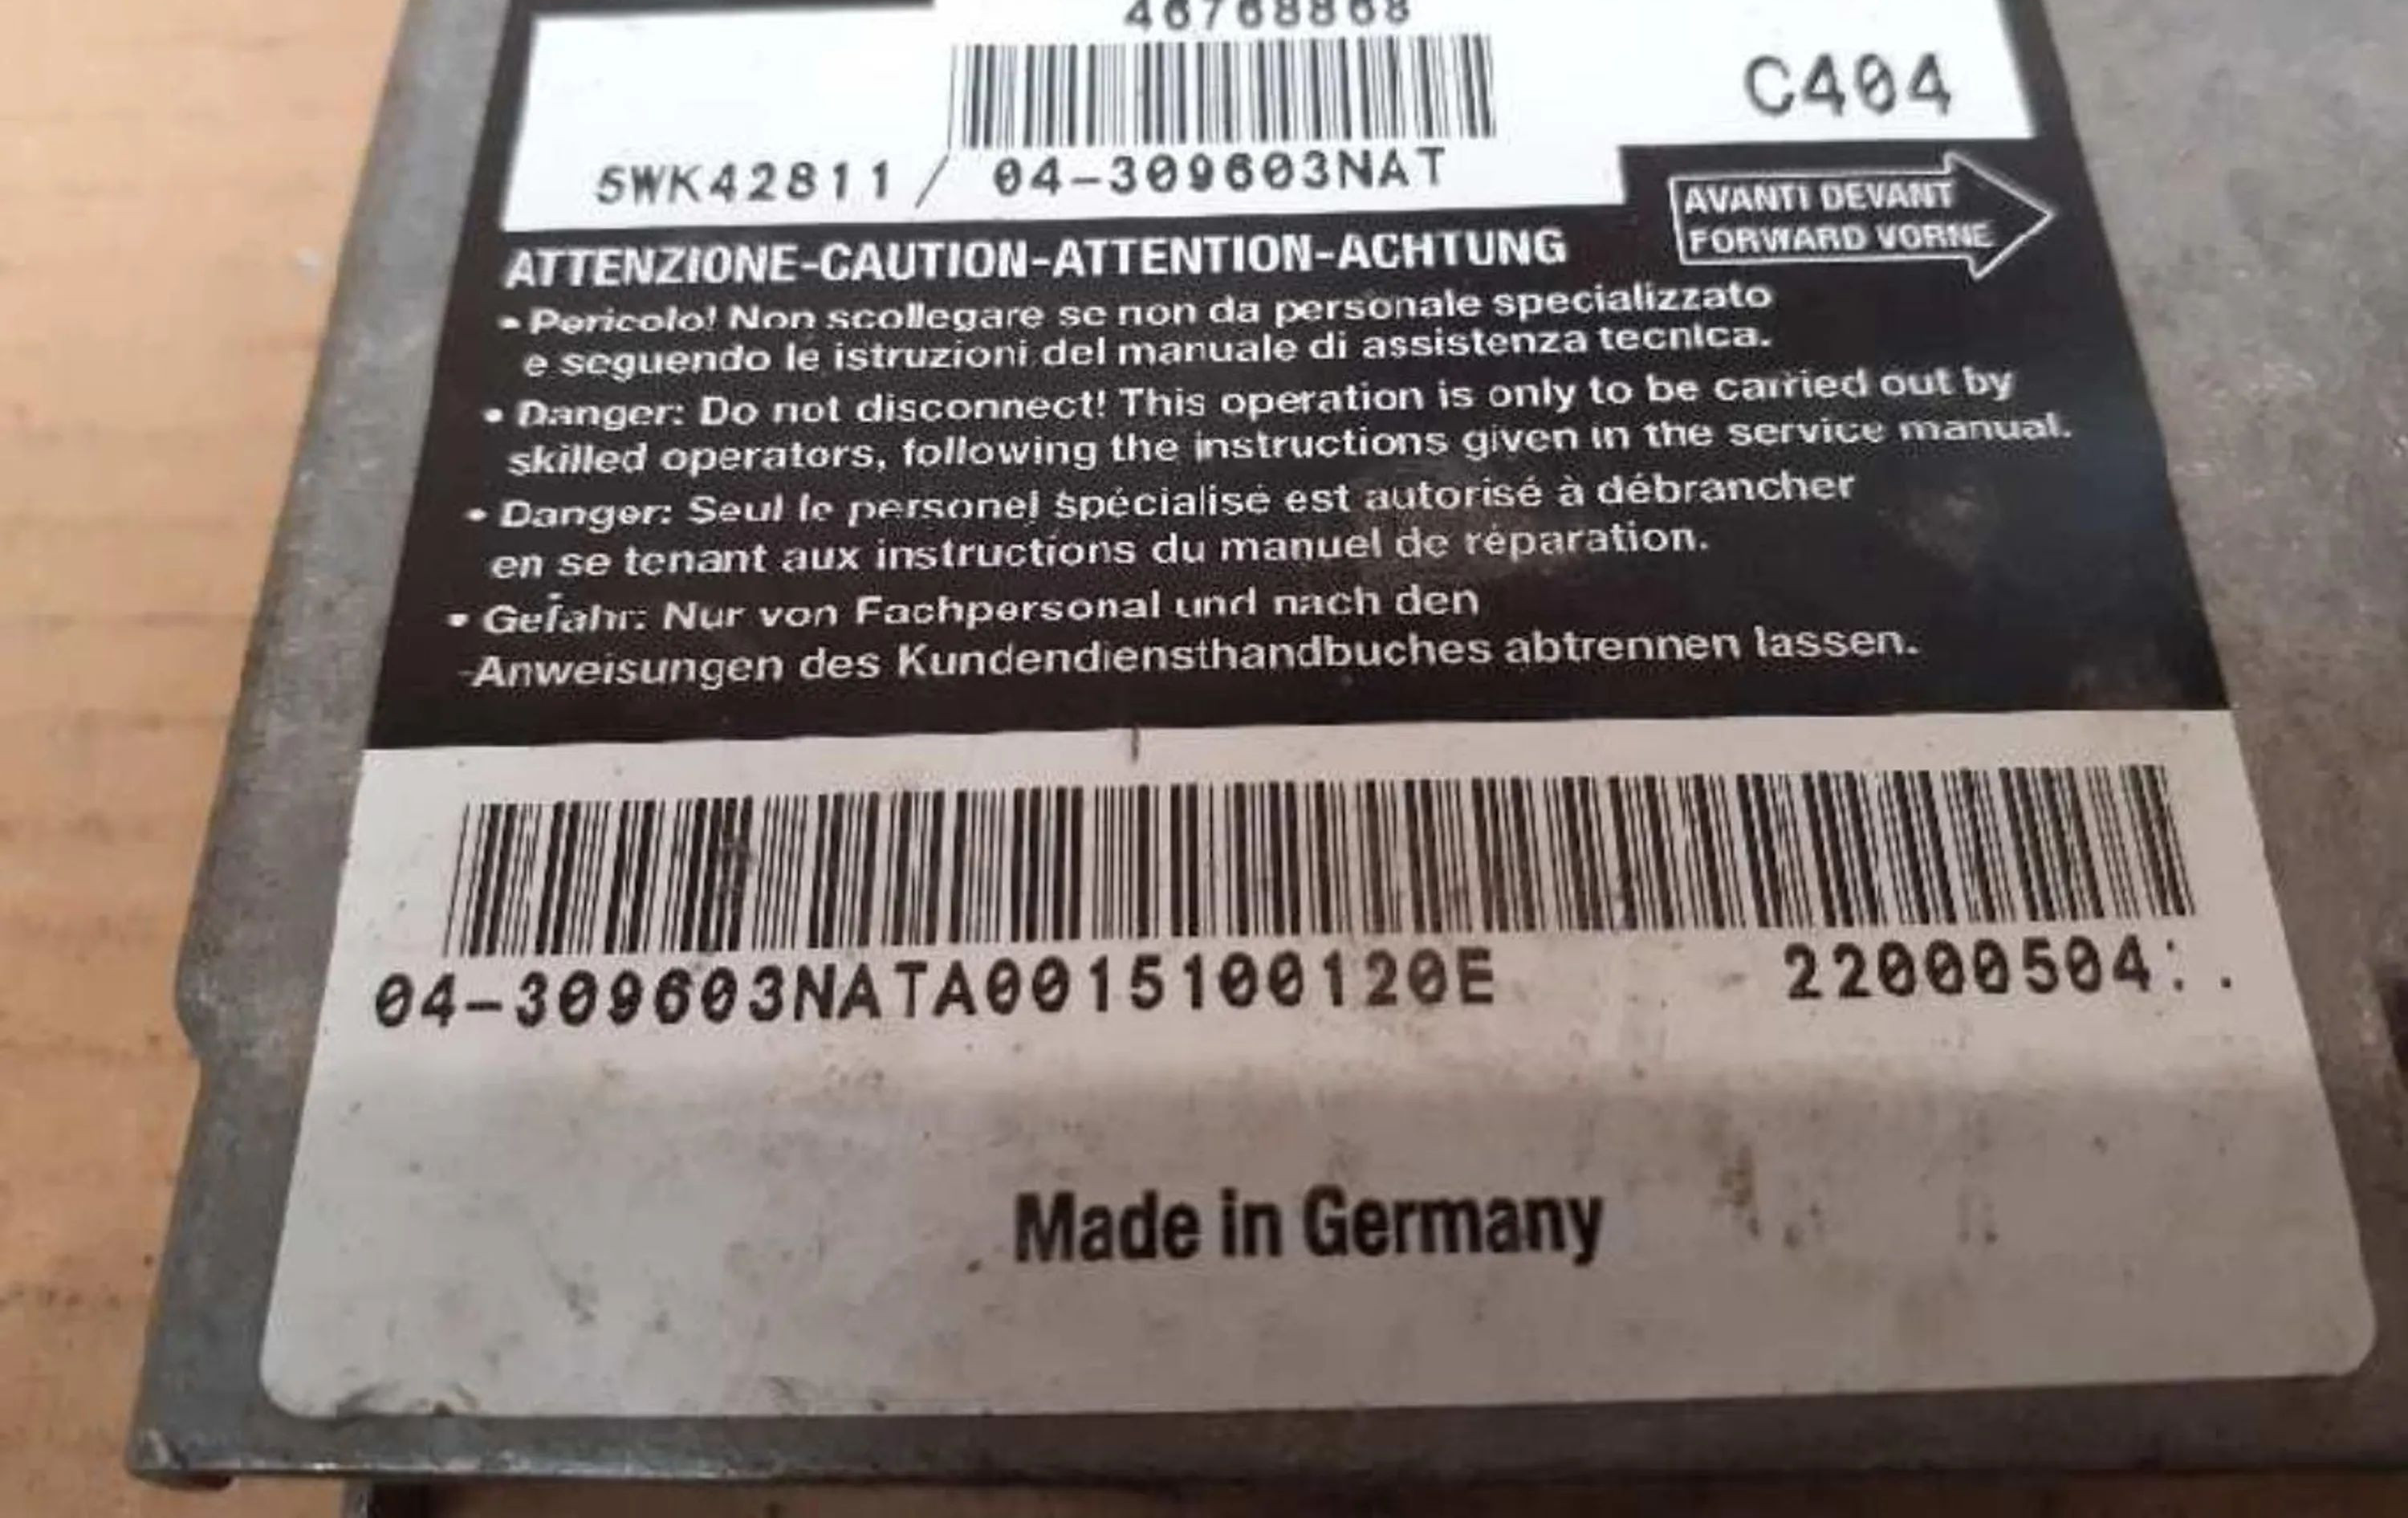 46768868
C404
5WK42811 / 04-309603NAT
AVANTI DEVANT
FORWARD VORNE
ATTENZIONE-CAUTION-ATTENTION-ACHTUNG
• Pericolo! Non scollegare se non da personale specializzato
e seguendo le istruzioni del manuale di assistenza tecnica.
• Danger: Do not disconnect! This operation is only to be carried out by
skilled operators, following the instructions given in the service manual.
• Danger: Seul le personel spécialisé est autorisé à débrancher
en se tenant aux instructions du manuel de réparation.
• Gefahr: Nur von Fachpersonal und nach den
Anweisungen des Kundendiensthandbuches abtrennen lassen.
04-309603NATA0015100120E 22000504:.
Made in Germany